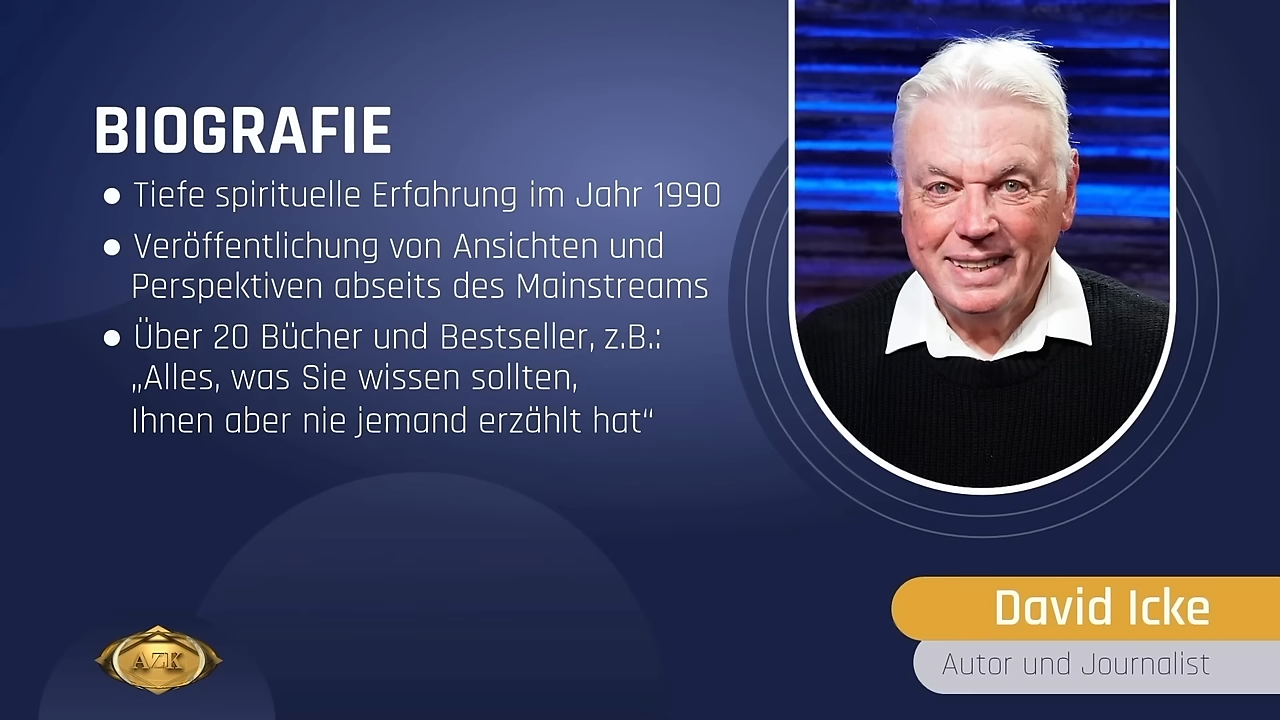 BIOGRAFIE
● Tiefe spirituelle Erfahrung im Jahr 1990
● Veröffentlichung von Ansichten und
Perspektiven abseits des Mainstreams
● Über 20 Bücher und Bestseller, z.B.:
„Alles, was Sie wissen sollten,
Ihnen aber nie jemand erzählt hat“
David Icke
Autor und Journalist
AZK